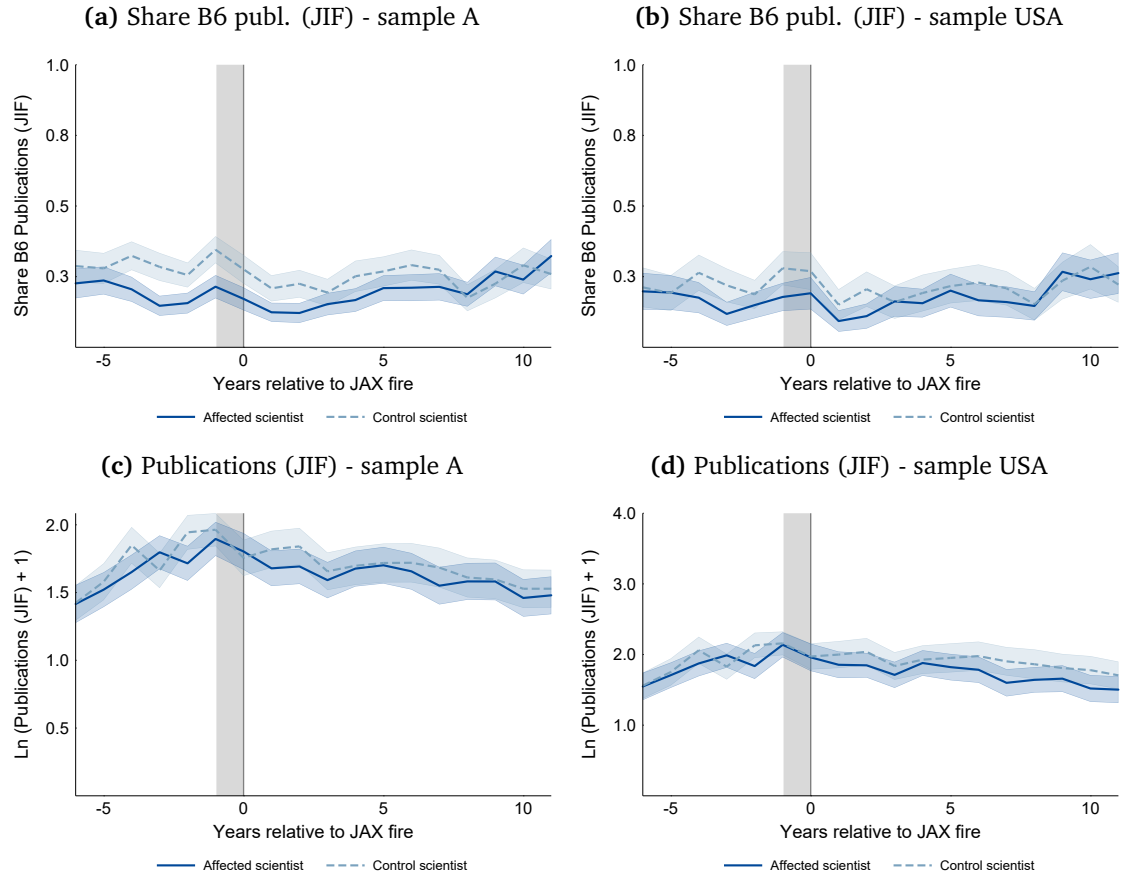 (a) Share B6 publ. (JIF) - sample A
Share B6 Publications (JIF)
1.0
0.8
0.5
0.3
-5 0 5 10
Years relative to JAX fire
Affected scientist Control scientist
(b) Share B6 publ. (JIF) - sample USA
Share B6 Publications (JIF)
1.0
0.8
0.5
0.3
-5 0 5 10
Years relative to JAX fire
Affected scientist Control scientist
(c) Publications (JIF) - sample A
Ln (Publications (JIF) + 1)
2.0
1.5
1.0
0.5
-5 0 5 10
Years relative to JAX fire
Affected scientist Control scientist
(d) Publications (JIF) - sample USA
Ln (Publications (JIF) + 1)
4.0
3.0
2.0
1.0
-5 0 5 10
Years relative to JAX fire
Affected scientist Control scientist